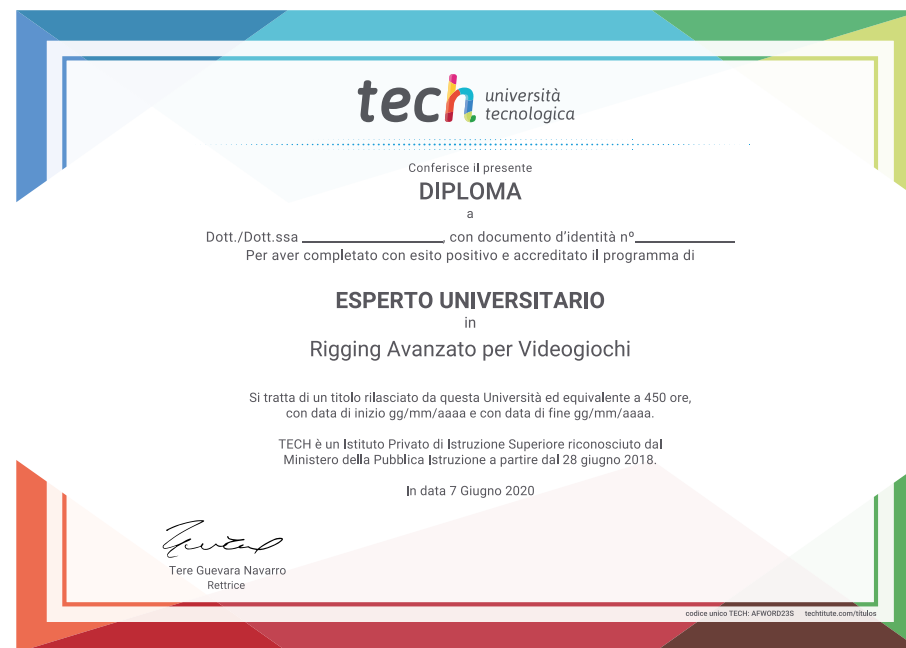 tech università
tecnologica
Conferisce il presente
DIPLOMA
a
Dott./Dott.ssa ________________, con documento d'identità nº____________
Per aver completato con esito positivo e accreditato il programma di
ESPERTO UNIVERSITARIO
in
Rigging Avanzato per Videogiochi
Si tratta di un titolo rilasciato da questa Università ed equivalente a 450 ore,
con data di inizio gg/mm/aaaa e con data di fine gg/mm/aaaa.
TECH è un Istituto Privato di Istruzione Superiore riconosciuto dal
Ministero della Pubblica Istruzione a partire dal 28 giugno 2018.
In data 7 Giugno 2020
Tere Guevara Navarro
Rettrice
codice unico TECH: AFWORD23S techtitute.com/títulos